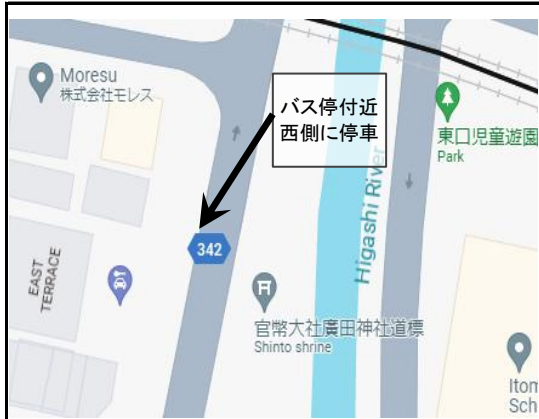 Moresu
株式会社モレス
バス停付近
西側に停車
東口児童遊園
Park
Higashi River
342
EAST
TERRACE
官幣大社廣田神社道標
Shinto shrine
Itom
Sch